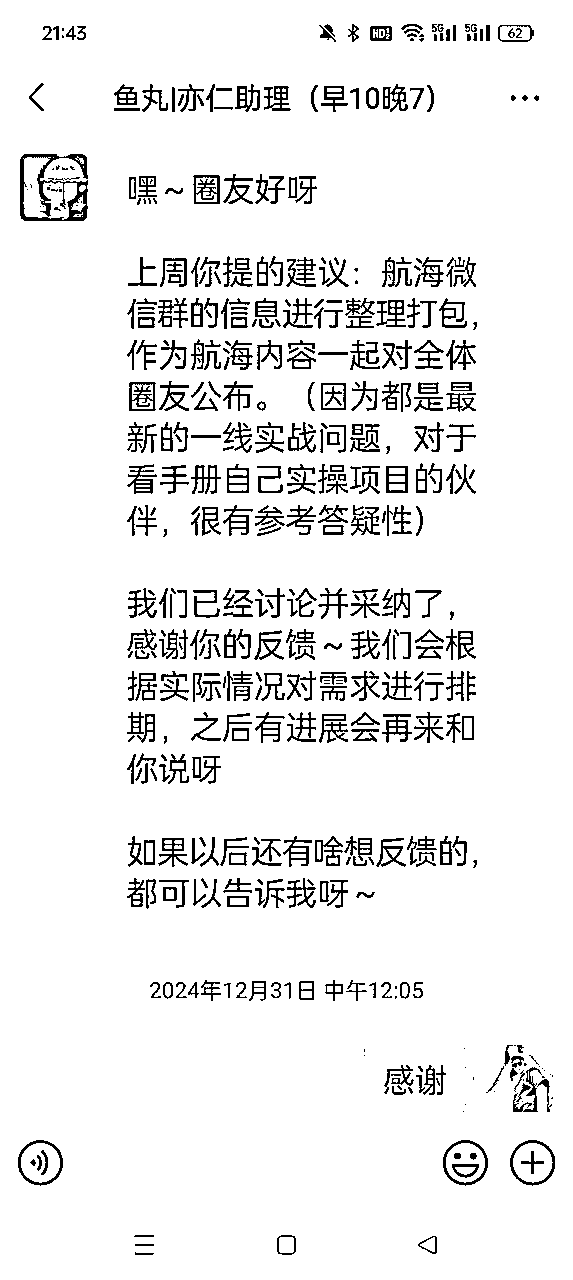 21:43 HD 5G 5G 62
鱼丸|亦仁助理（早10晚7）
嘿～圈友好呀
上周你提的建议：航海微
信群的信息进行整理打包，
作为航海内容一起对全体
圈友公布。（因为都是最
新的一线实战问题，对于
看手册自己实操项目的伙
伴，很有参考答疑性）
我们已经讨论并采纳了，
感谢你的反馈～我们会根
据实际情况对需求进行排
期，之后有进展会再来和
你说呀
如果以后还有啥想反馈的，
都可以告诉我呀～
2024年12月31日 中午12:05
感谢